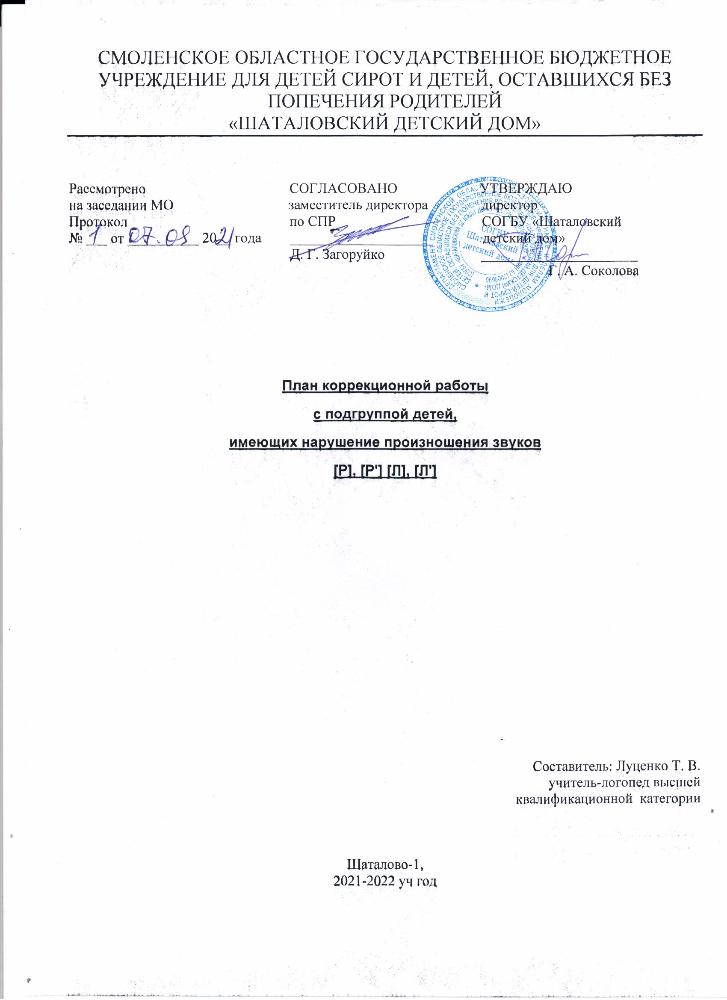 СМОЛЕНСКОЕ ОБЛАСТНОЕ ГОСУДАРСТВЕННОЕ БЮДЖЕТНОЕ
УЧРЕЖДЕНИЕ ДЛЯ ДЕТЕЙ СИРОТ И ДЕТЕЙ, ОСТАВШИХСЯ БЕЗ
ПОПЕЧЕНИЯ РОДИТЕЛЕЙ
«ШАТАЛОВСКИЙ ДЕТСКИЙ ДОМ»
Рассмотрено
на заседании МО
Протокол
№ 1 от 07.09 2021 года
СОГЛАСОВАНО
заместитель директора
по СПР
Д. Г. Загоруйко
УТВЕРЖДАЮ
директор
СОГБУ «Шаталовский
детский дом»
Г. А. Соколова
СОГБУ
Шаталовский
детский дом»
План коррекционной работы
с подгруппой детей,
имеющих нарушение произношения звуков
[Р], [Р'] [Л], [Л']
Составитель: Луценко Т. В.
учитель-логопед высшей
квалификационной категории
Шаталово-1,
2021-2022 уч год